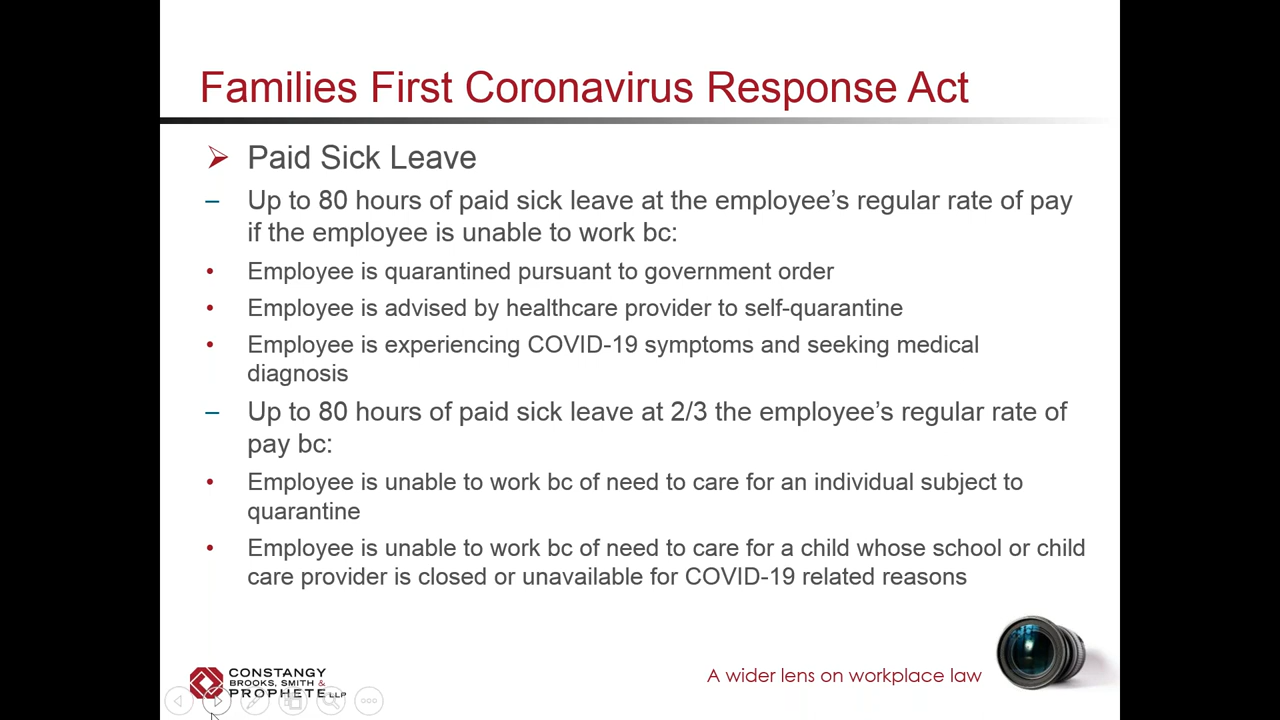 Families First Coronavirus Response Act
Paid Sick Leave
– Up to 80 hours of paid sick leave at the employee’s regular rate of pay
if the employee is unable to work bc:
• Employee is quarantined pursuant to government order
• Employee is advised by healthcare provider to self-quarantine
• Employee is experiencing COVID-19 symptoms and seeking medical
diagnosis
– Up to 80 hours of paid sick leave at 2/3 the employee’s regular rate of
pay bc:
• Employee is unable to work bc of need to care for an individual subject to
quarantine
• Employee is unable to work bc of need to care for a child whose school or child
care provider is closed or unavailable for COVID-19 related reasons
CONSTANGY
BROOKS, SMITH &
PROPHETE LLP
A wider lens on workplace law